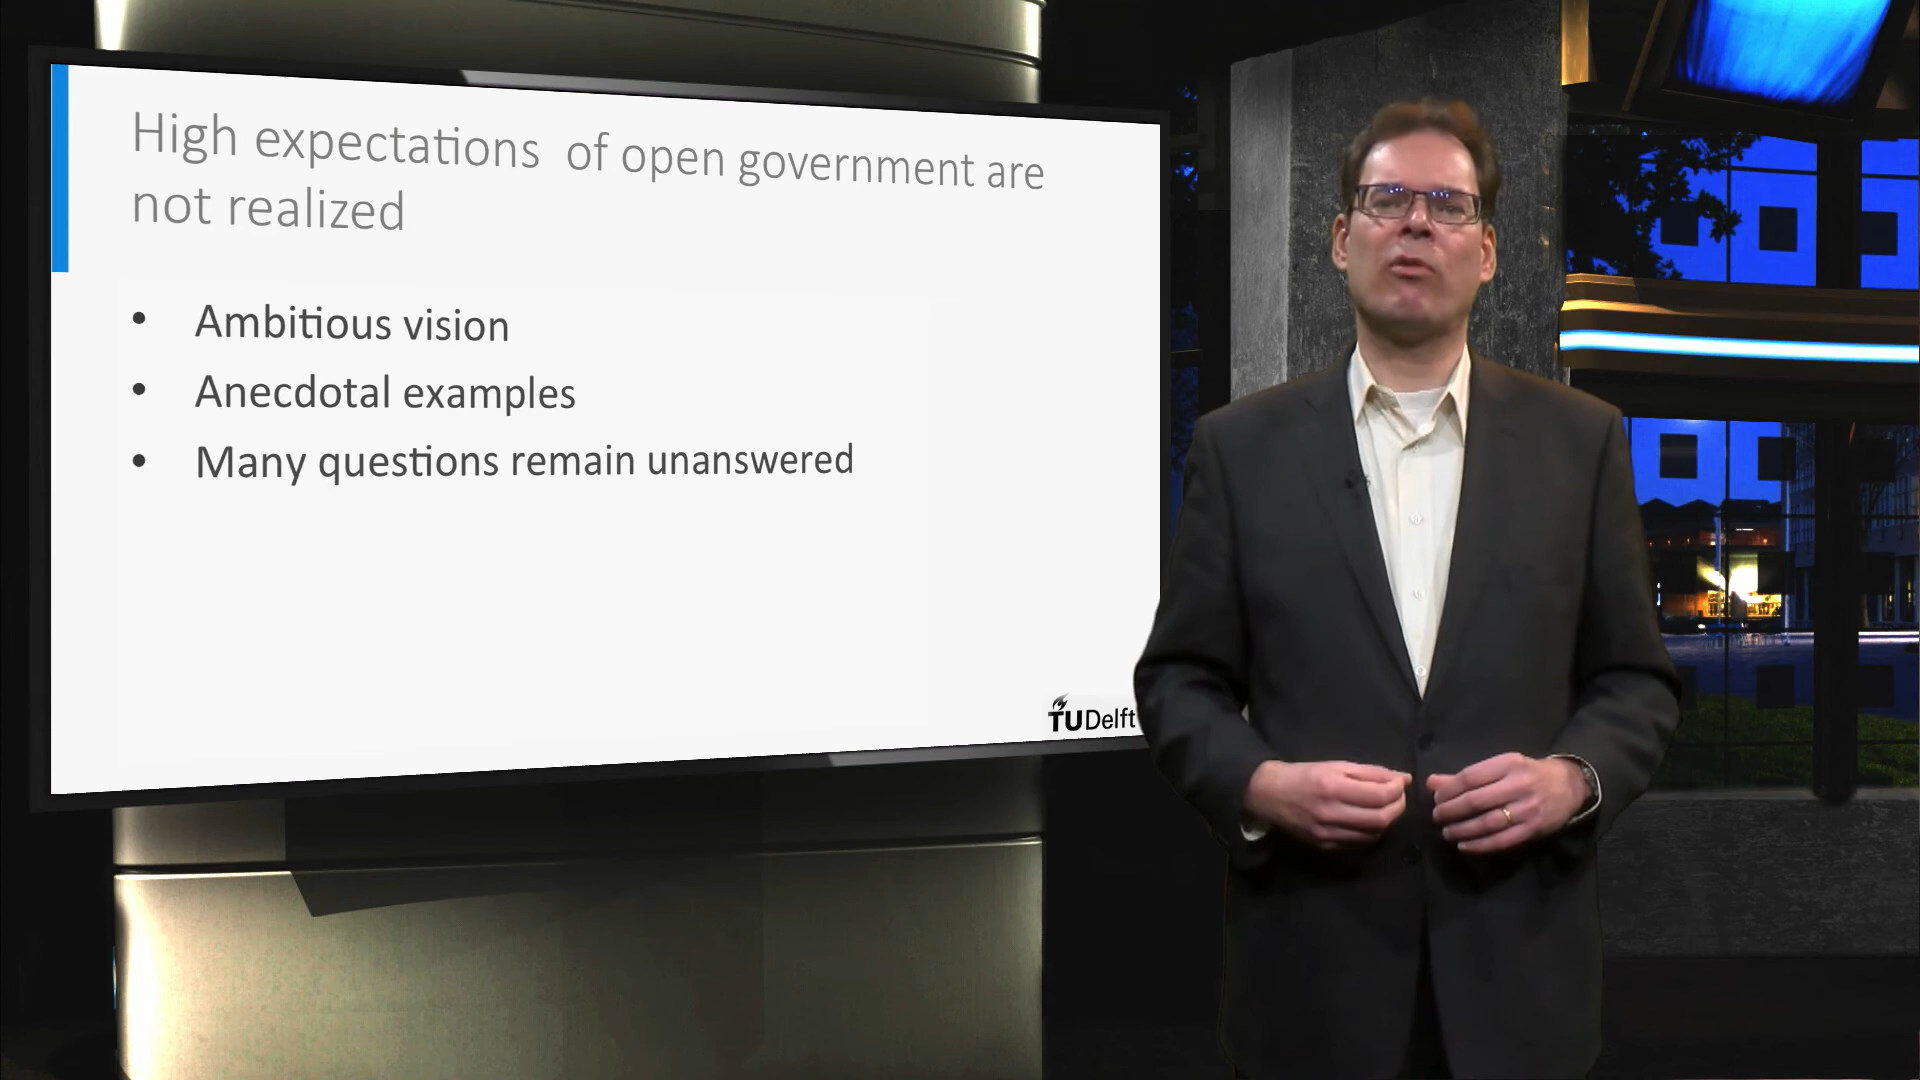 High expectations of open government are
not realized
• Ambitious vision
• Anecdotal examples
• Many questions remain unanswered
TUDelft